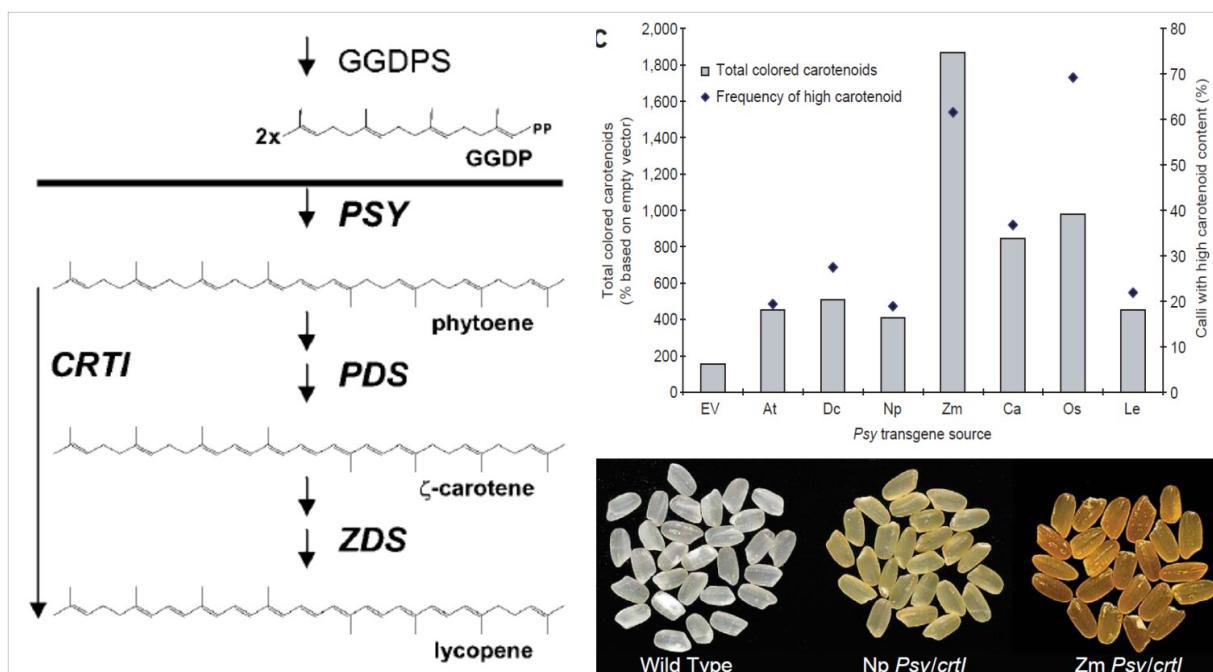 GGDPS
2x
PP
GGDP
PSY
phytoene
CRTI
PDS
ζ-carotene
ZDS
lycopene
C
Total colored carotenoids
(% based on empty vector)
2,000
1,800
1,600
1,400
1,200
1,000
800
600
400
200
0
Total colored carotenoids
Frequency of high carotenoid
80
70
60
50
40
30
20
10
0
Calli with high carotenoid content (%)
EV At Dc Np Zm Ca Os Le
Psy transgene source
Wild Type Np Psy/crtI Zm Psy/crtI